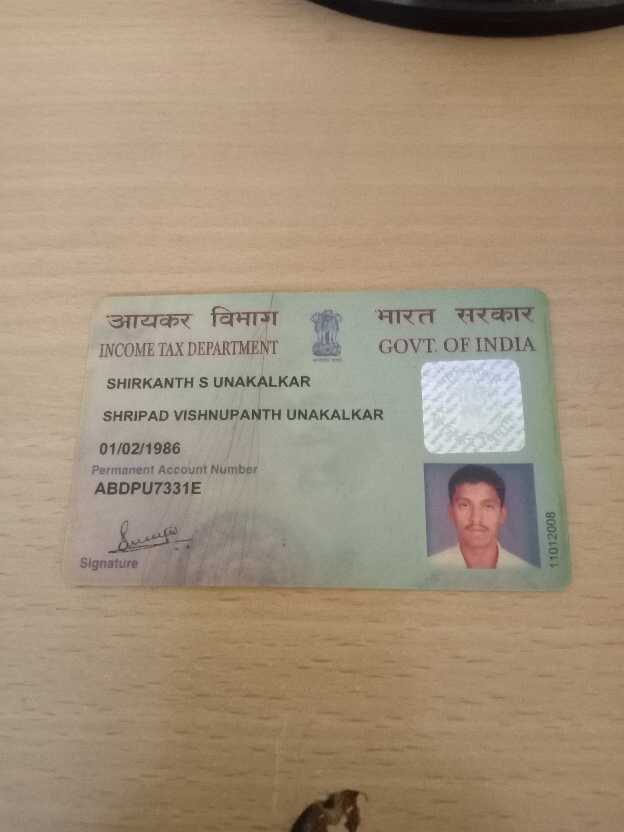 आयकर विभाग
INCOME TAX DEPARTMENT
भारत सरकार
GOVT. OF INDIA
SHIRKANTH S UNAKALKAR
SHRIPAD VISHNUPANTH UNAKALKAR
01/02/1986
Permanent Account Number
ABDPU7331E
Signature
11012008